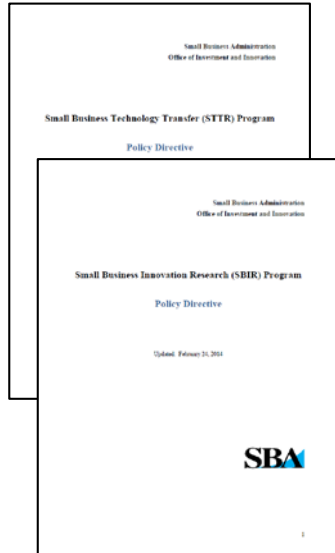 Small Business Administration
Office of Investment and Innovation
Small Business Technology Transfer (STTR) Program
Policy Directive
Small Business Administration
Office of Investment and Innovation
Small Business Innovation Research (SBIR) Program
Policy Directive
Updated: February 24, 2014
SBA
1